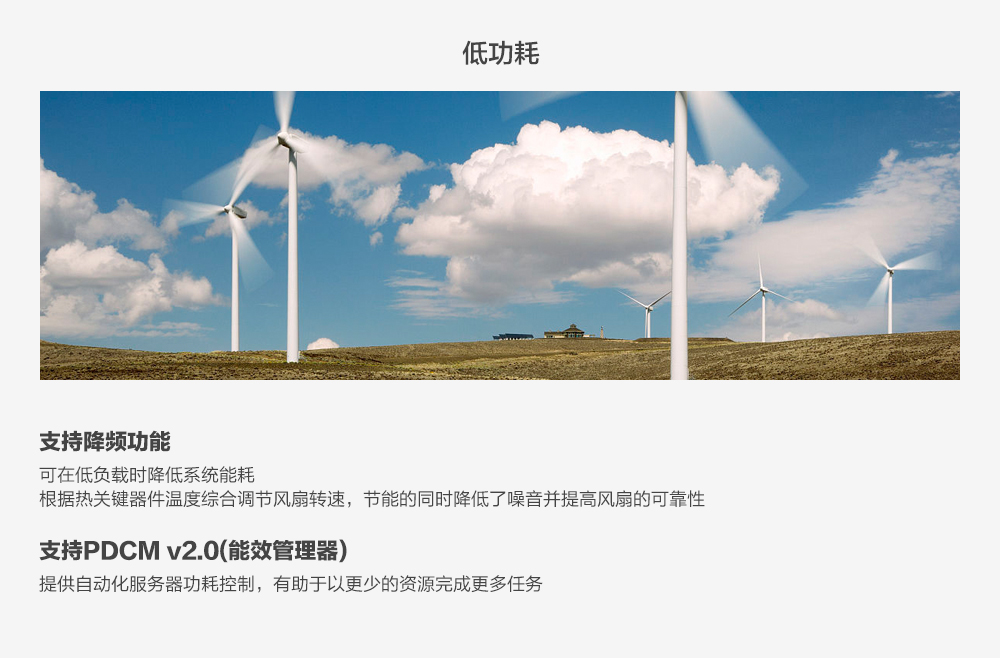 低功耗
支持降频功能
可在低负载时降低系统能耗
根据热关键器件温度综合调节风扇转速，节能的同时降低了噪音并提高风扇的可靠性
支持PDCM v2.0(能效管理器)
提供自动化服务器功耗控制，有助于以更少的资源完成更多任务